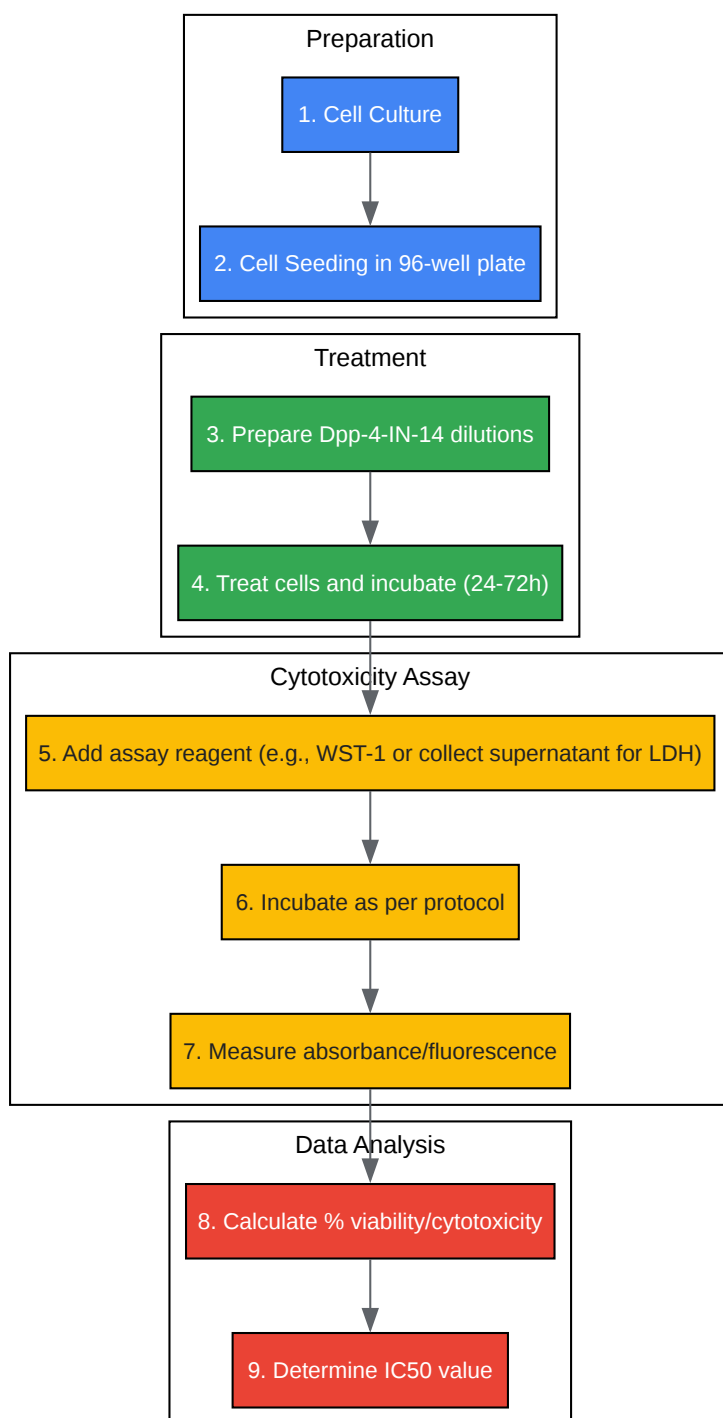 Preparation
1. Cell Culture
2. Cell Seeding in 96-well plate
Treatment
3. Prepare Dpp-4-IN-14 dilutions
4. Treat cells and incubate (24-72h)
Cytotoxicity Assay
5. Add assay reagent (e.g., WST-1 or collect supernatant for LDH)
6. Incubate as per protocol
7. Measure absorbance/fluorescence
Data Analysis
8. Calculate % viability/cytotoxicity
9. Determine IC50 value